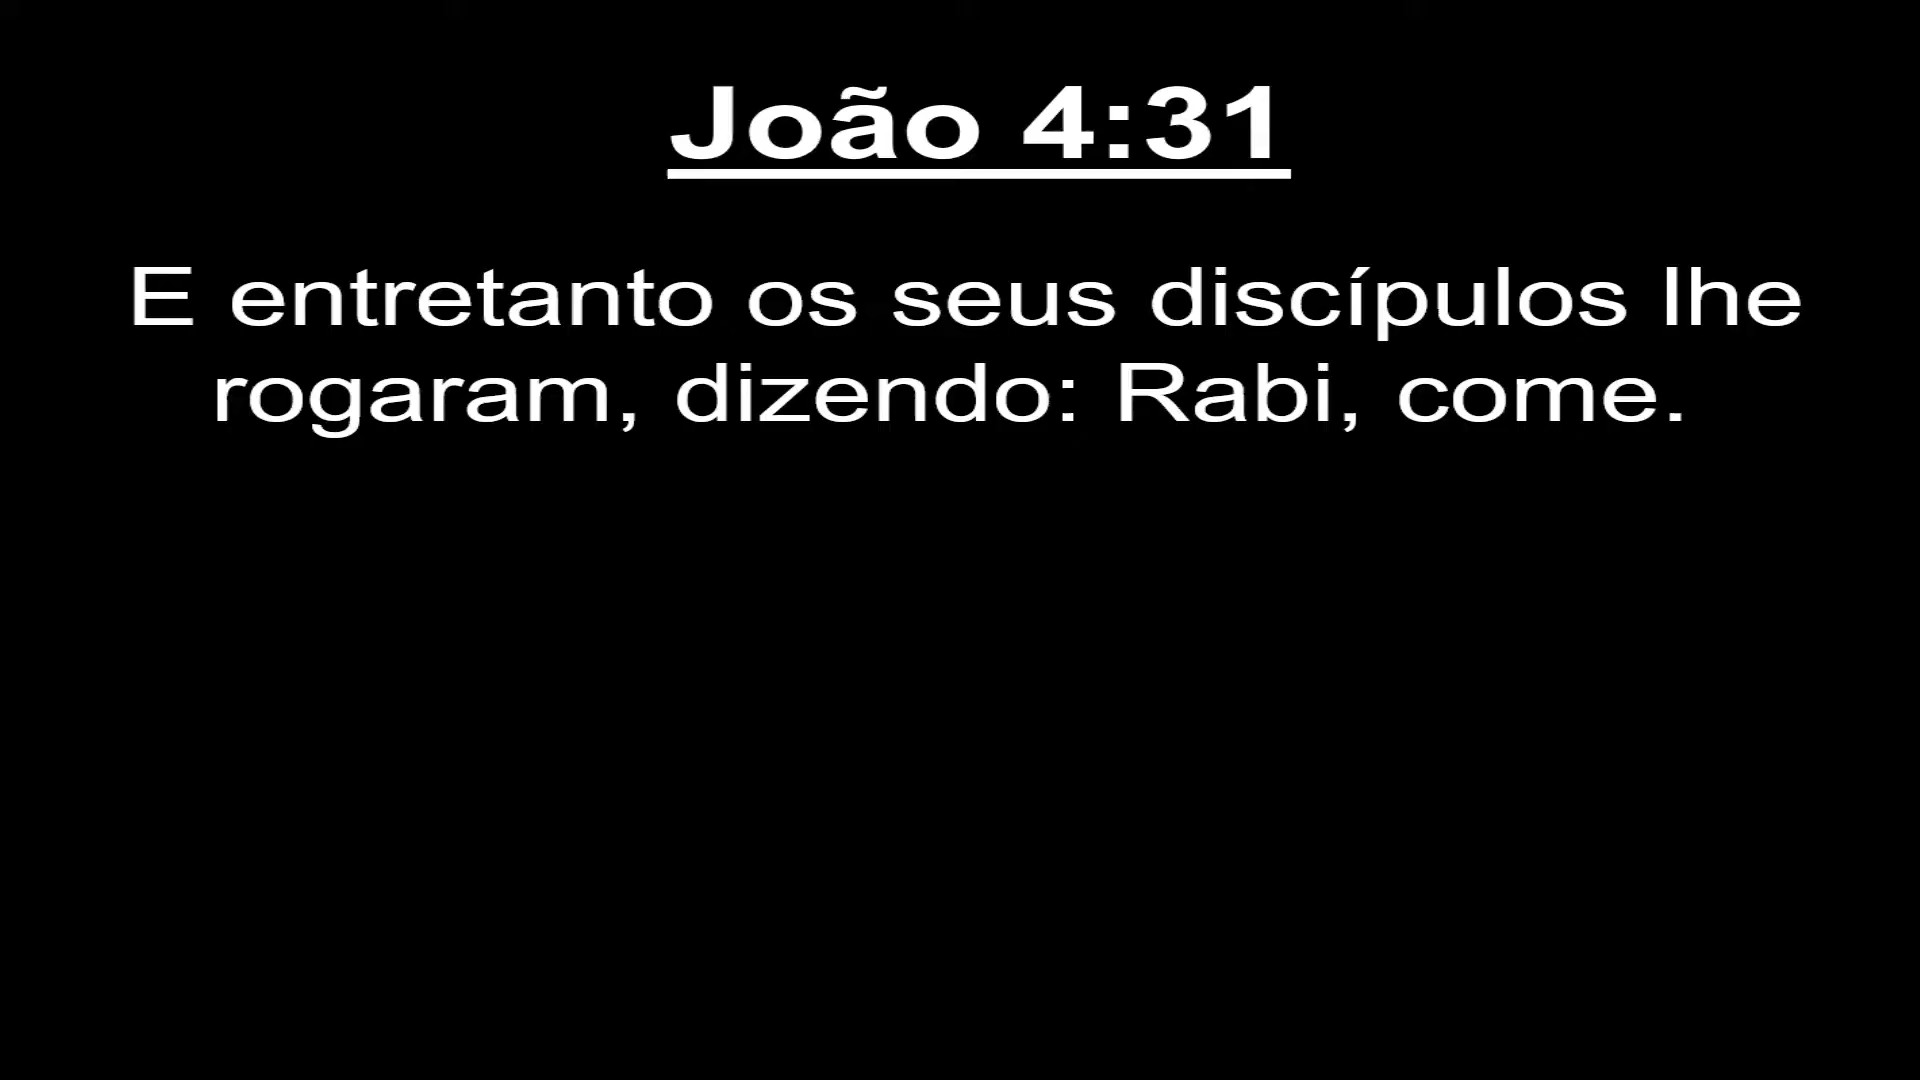 João 4:31
E entretanto os seus discípulos lhe
rogaram, dizendo: Rabi, come.